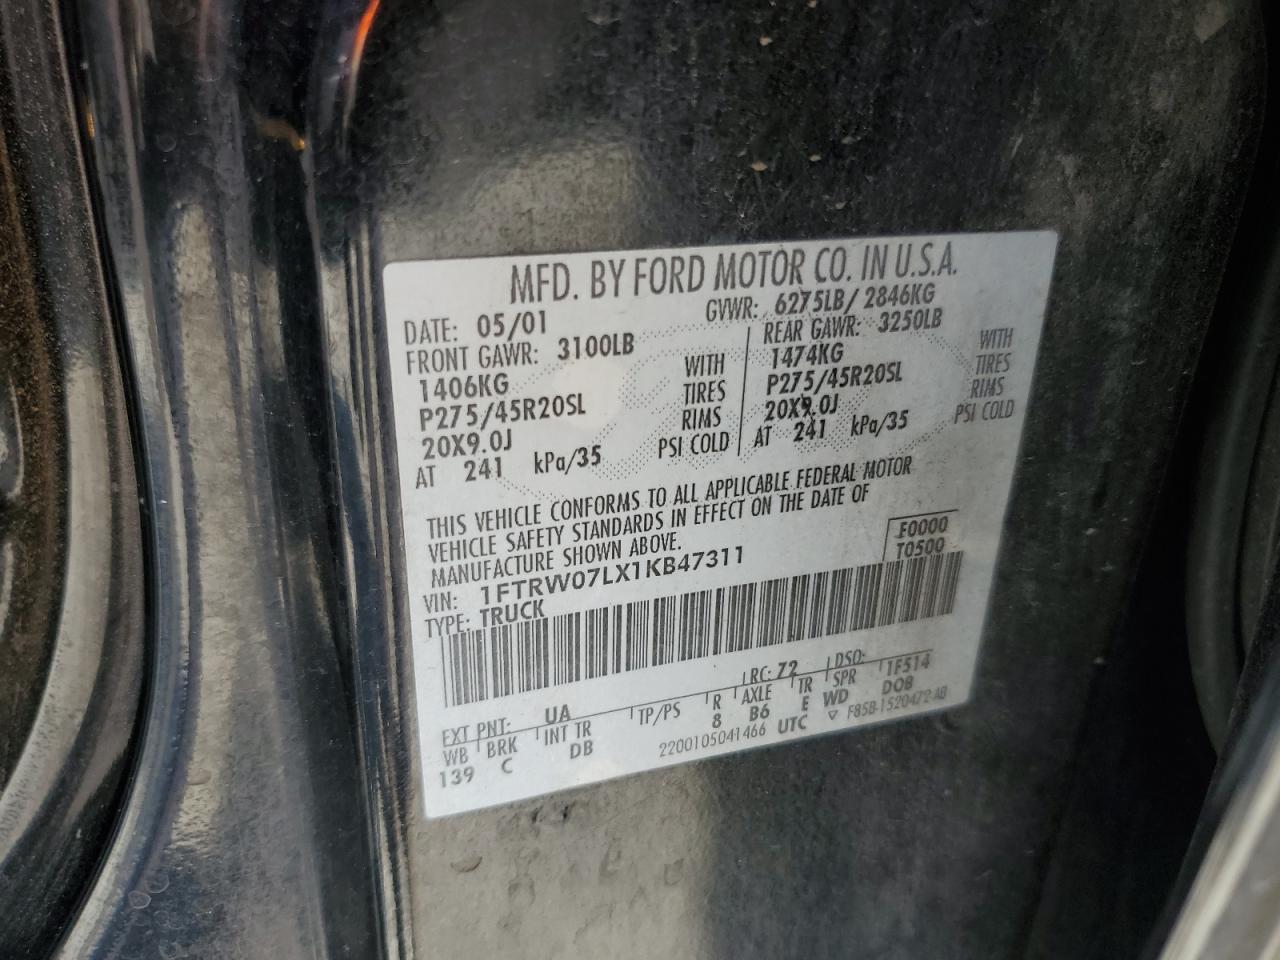 MFD. BY FORD MOTOR CO. IN U.S.A.
DATE: 05/01 GVWR: 6275LB/ 2846KG
FRONT GAWR: 3100LB REAR GAWR: 3250LB
1406KG WITH 1474KG WITH
P275/45R20SL TIRES P275/45R20SL TIRES
20X9.0J RIMS 20X9.0J RIMS
AT 241 kPa/35 PSI COLD AT 241 kPa/35 PSI COLD
THIS VEHICLE CONFORMS TO ALL APPLICABLE FEDERAL MOTOR
VEHICLE SAFETY STANDARDS IN EFFECT ON THE DATE OF
MANUFACTURE SHOWN ABOVE.
F0000
T0500
VIN: 1FTRW07LX1KB47311
TYPE: TRUCK
EXT PNT: UA RC: 72 DSO:
WB BRK INT TR TP/PS R AXLE TR SPR 1F514
139 C DB 8 B6 E WD DOB
2200105041466 UTC ▽ F85B-1520472-AB